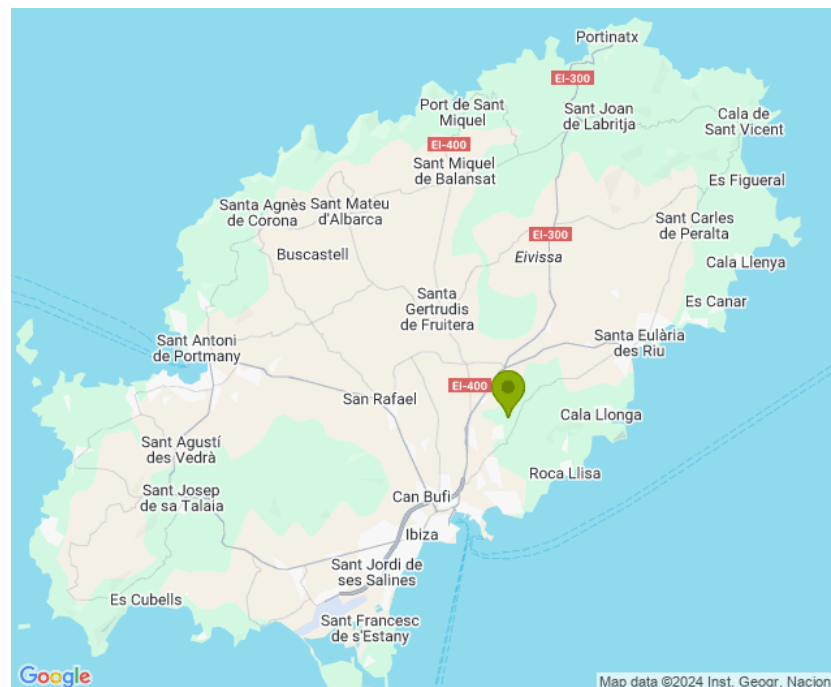 Portinatx
EI-300
Port de Sant
Miquel
Sant Joan
de Labritja
Cala de
Sant Vicent
EI-400
Sant Miquel
de Balansat
Es Figueral
Santa Agnès
de Corona
Sant Mateu
d'Albarca
Sant Carles
de Peralta
EI-300
Buscastell
Eivissa
Cala Llenya
Santa
Gertrudis
de Fruitera
Es Canar
Sant Antoni
de Portmany
Santa Eulària
des Riu
EI-400
San Rafael
Cala Llonga
Sant Agustí
des Vedrà
Roca Llisa
Sant Josep
de sa Talaia
Can Bufi
Ibiza
Sant Jordi de
ses Salines
Es Cubells
Sant Francesc
de s'Estany
Google
Map data ©2024 Inst. Geogr. Nacion